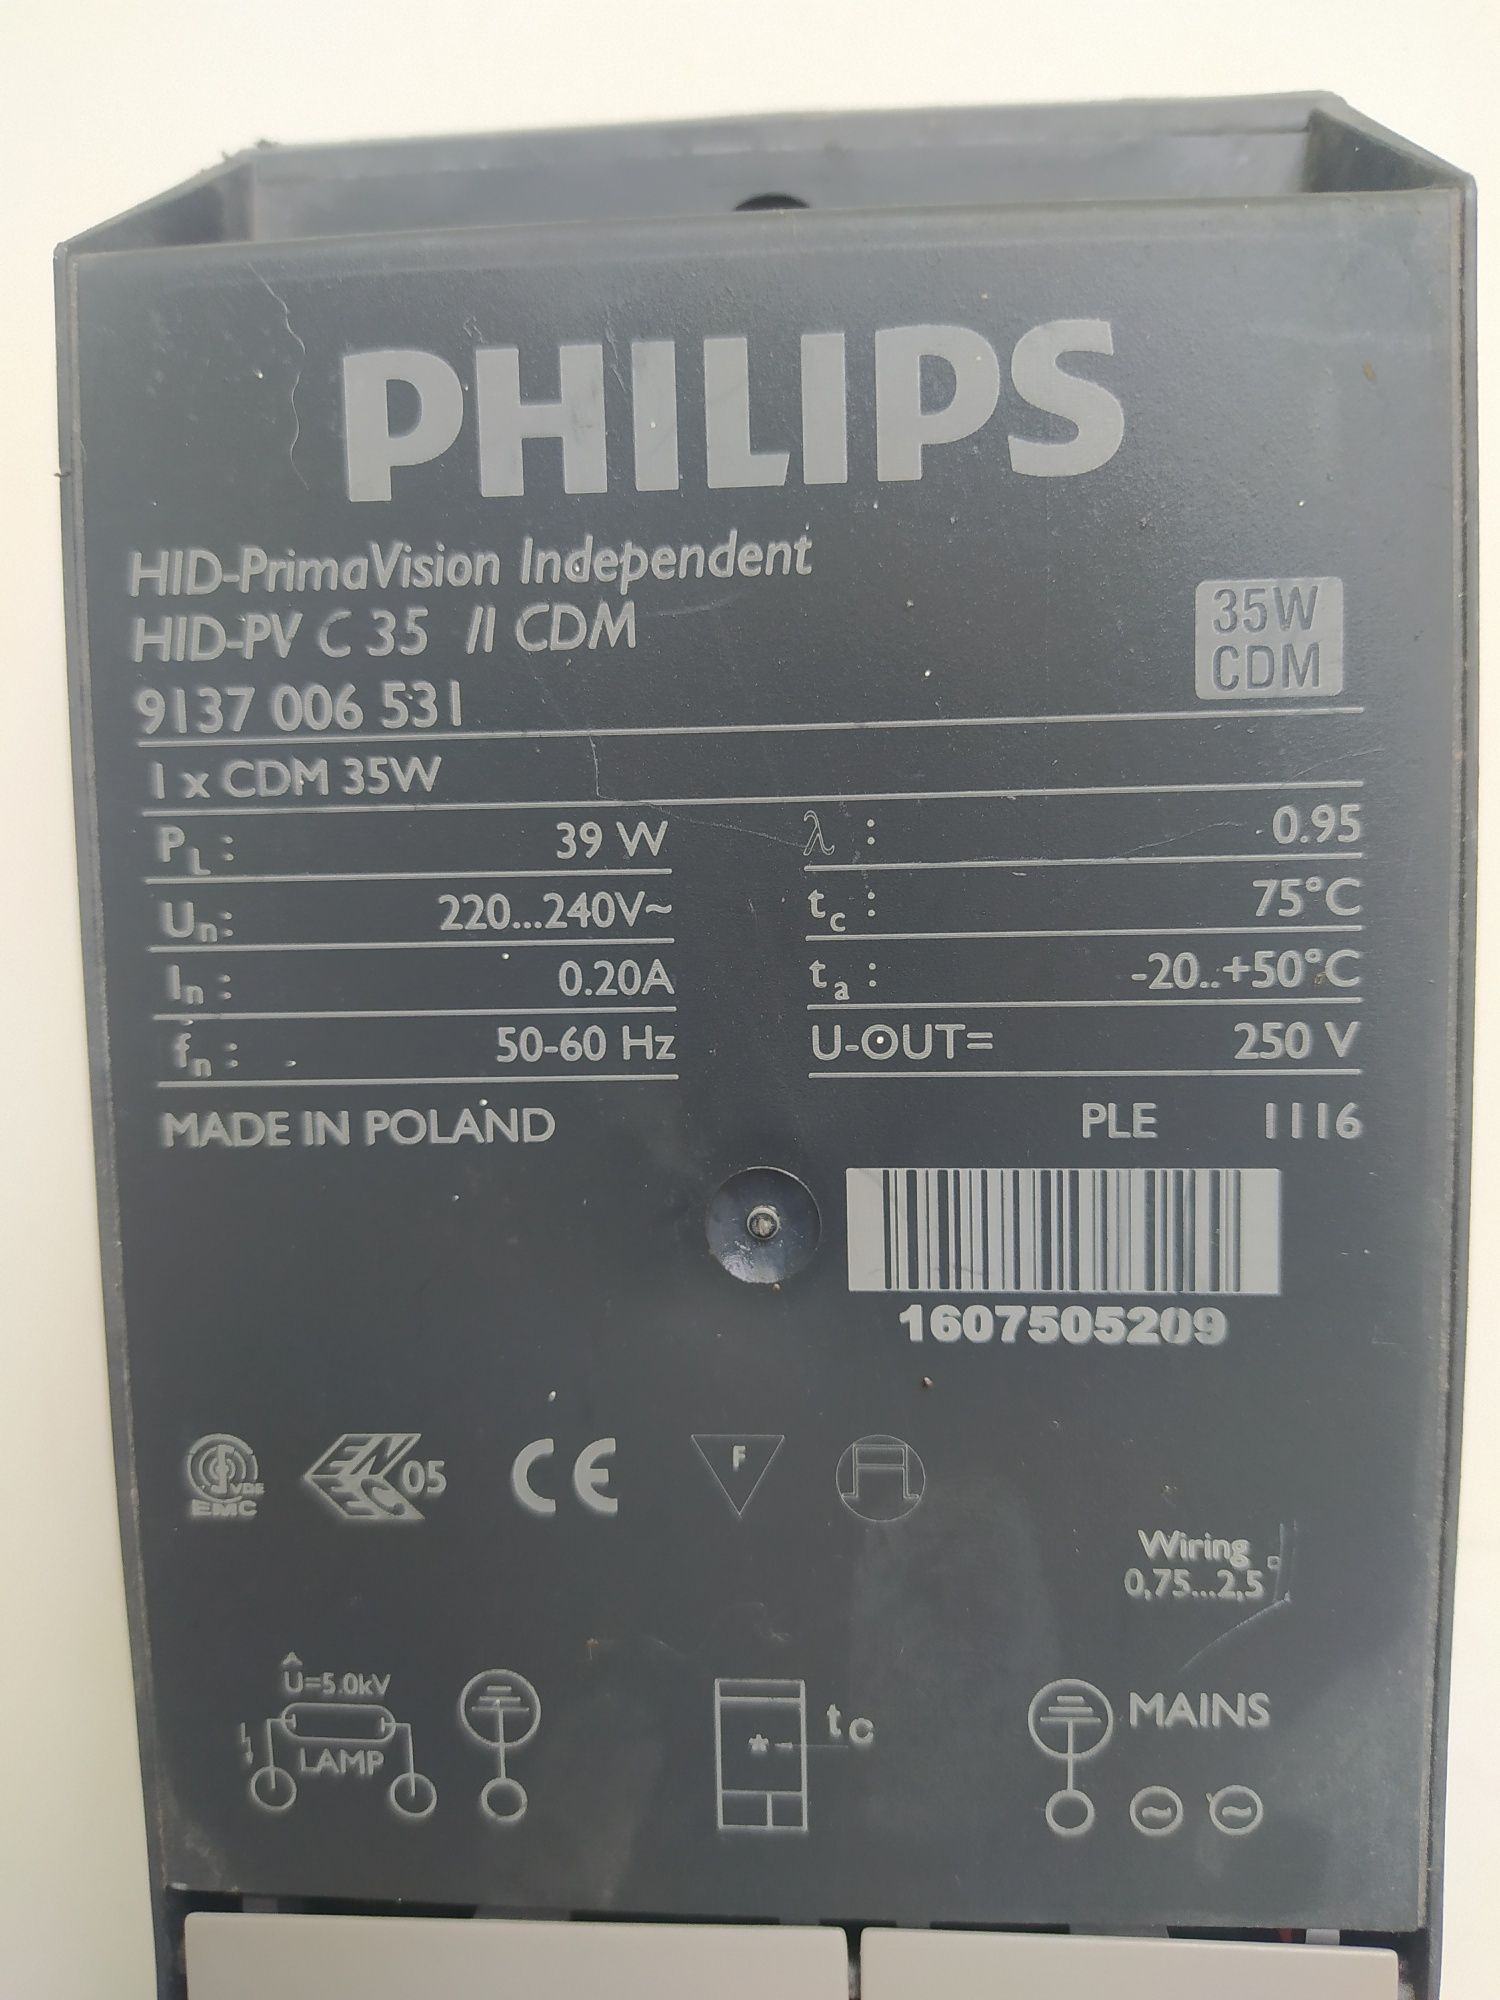 PHILIPS
HID-PrimaVision Independent
HID-PV C 35 // CDM
35W
CDM
9137 006 531
1 x CDM 35W
PL: 39 W
λ : 0.95
Un: 220...240V~
tc : 75°C
In : 0.20A
ta : -20..+50°C
fn : 50-60 Hz
U-OUT= 250 V
MADE IN POLAND
PLE 1116
1607505209
VDE
EMC
ENEC 05
CE
F
Wiring
0,75...2,5
Û=5.0kV
LAMP
* tc
MAINS
~ ~